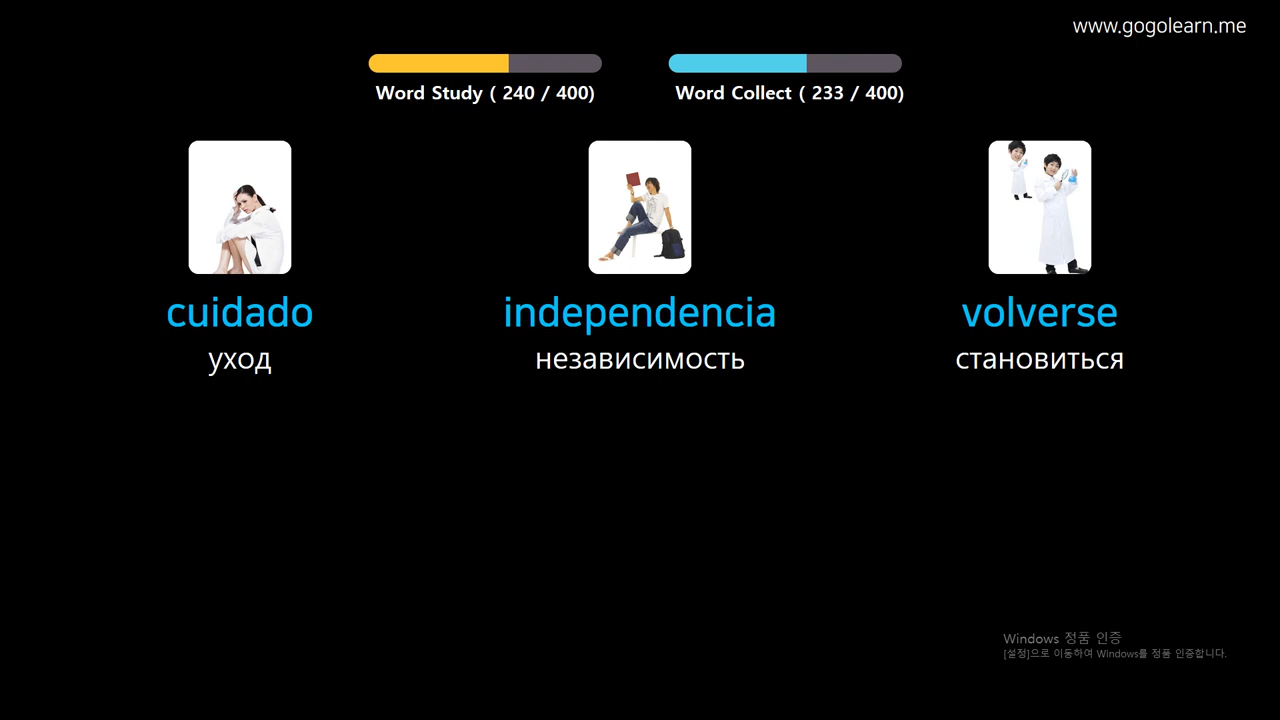 www.gogolearn.me
Word Study ( 240 / 400)
Word Collect ( 233 / 400)
cuidado
уход
independencia
независимость
volverse
становиться
Windows 정품 인증
[설정]으로 이동하여 Windows를 정품 인증합니다.